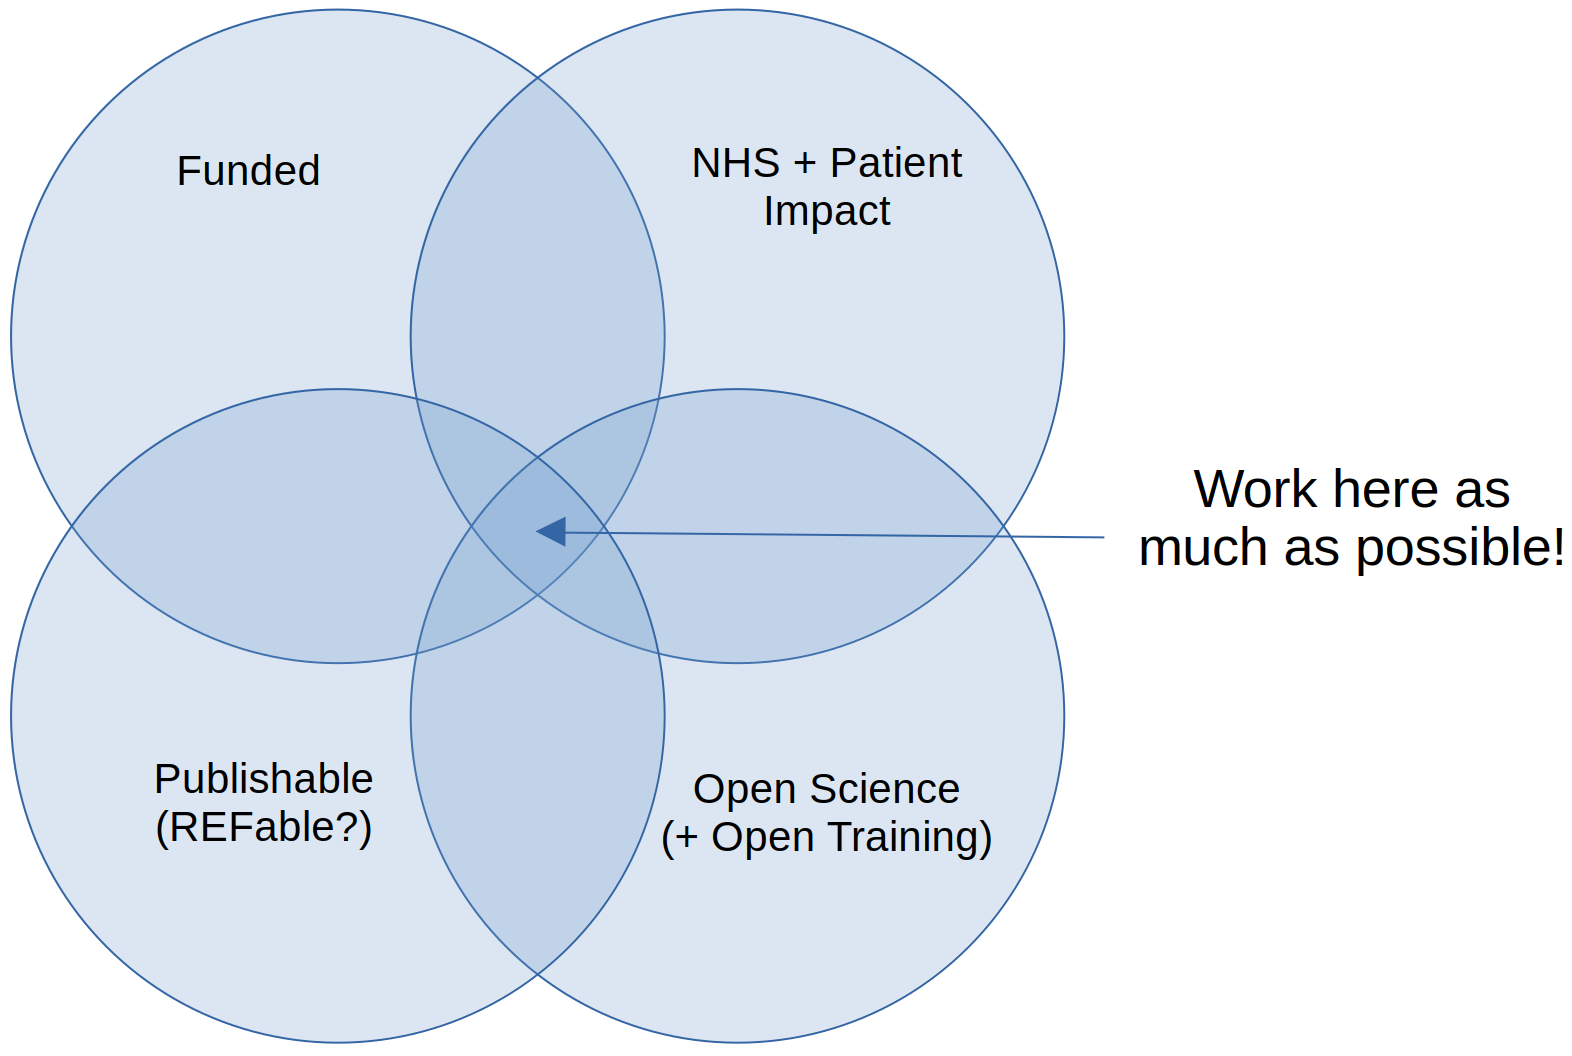 Funded
NHS + Patient
Impact
Work here as
much as possible!
Publishable
(REFable?)
Open Science
(+ Open Training)